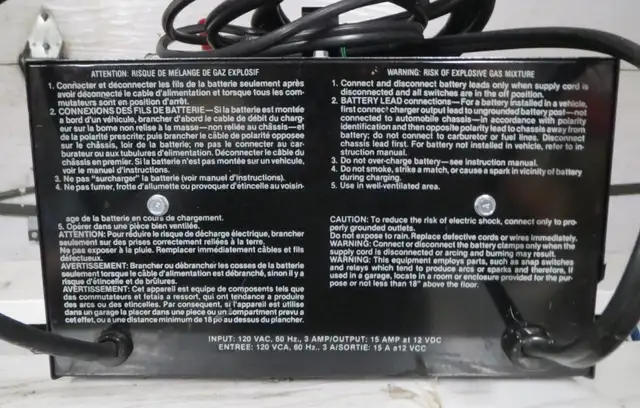 ATTENTION: RISQUE DE MÉLANGE DE GAZ EXPLOSIF
1. Connecter et déconnecter les fils de la batterie seulement après
avoir déconnecté le cable d'alimentation et torsque tous les com-
mutateurs sont en position d'arrêt.
2. CONNEXIONS DES FILS DE BATTERIE—Si la batterie est montée
a bord d'un véhicule, brancher d'abord le cable de débit du charg-
eur sur la borne non relise à la masse—non reliée au châssis—et
de la polarité prescrite; puis brancher le cable de polarité opposée
sur le châssis, loin de la batterie; ne pas le connecter au car-
burateur ou aux tubulures d'alimentation. Déconnecter le câble du
châssis en premier. Si la batterie n'est pas montée sur un véhicule,
voir le manuel d'instructions.
3. Ne pas "surcharger" la batterie (voir manuel d'instructions).
4. Ne pas fumer, frotte d'allumette ou provoquer d'étincelle au voisin-
age de la batterie en cours de chargement.
5. Opérer dans une pièce bien ventilée.
ATTENTION: Pour réduire le risque de décharge électrique, brancher
seulement sur des prises correctement reliées à la terre.
Ne pas exposer à la pluie. Remplacer immédiatement câbles et fils
défectueux.
AVERTISSEMENT: Brancher ou débrancher les cosses de la batterie
seulement torsque le câble d'alimentation est débranché, sinon il y a
risque d'étincelle et de brûlures.
AVERTISSEMENT: Cet appareil est equipe de components tels que
das commutateurs et fetais a ressort, qui ont tendance a produire
des arcs ou des etincelles. Par consequent, si l'appareil est utilise
dans un garage la placer dans une piece ou un compartment prevu a
cet effet, ou a une distance minimum de 18 po au dessus du plancher.
WARNING: RISK OF EXPLOSIVE GAS MIXTURE
1. Connect and disconnect battery leads only when supply cord is
disconnected and all switches are in the off position.
2. BATTERY LEAD CONNECTIONS—For a battery installed in a vehicle,
first connect charger output lead to ungrounded battery post—not
connected to automobile chassis—in accordance with polarity
identification and then opposite polarity lead to chassis away from
battery; do not connect to carburetor or fuel lines. Disconnect
chassis lead first. For battery not installed in vehicle, refer to in-
struction manual.
3. Do not over-charge battery—see instruction manual.
4. Do not smoke, strike a match, or cause a spark in vicinity of battery
during charging.
5. Use in well-ventilated area.
CAUTION: To reduce the risk of electric shock, connect only to pro-
perly grounded outlets.
Do not expose to rain. Replace defective cords or wires immediately.
WARNING: Connect or disconnect the battery clamps only when the
supply cord is disconnected or arcing and burning may result.
WARNING: This equipment employs parts, such as snap switches
and relays which tend to produce arcs or sparks and therefore, if
used in a garage, locate in a room or enclosure provided for the pur-
pose or not less than 18" above the floor.
INPUT: 120 VAC, 60 Hz., 3 AMP/OUTPUT: 15 AMP at 12 VDC
ENTREE: 120 VCA, 60 Hz., 3 A/SORTIE: 15 A a12 VCC